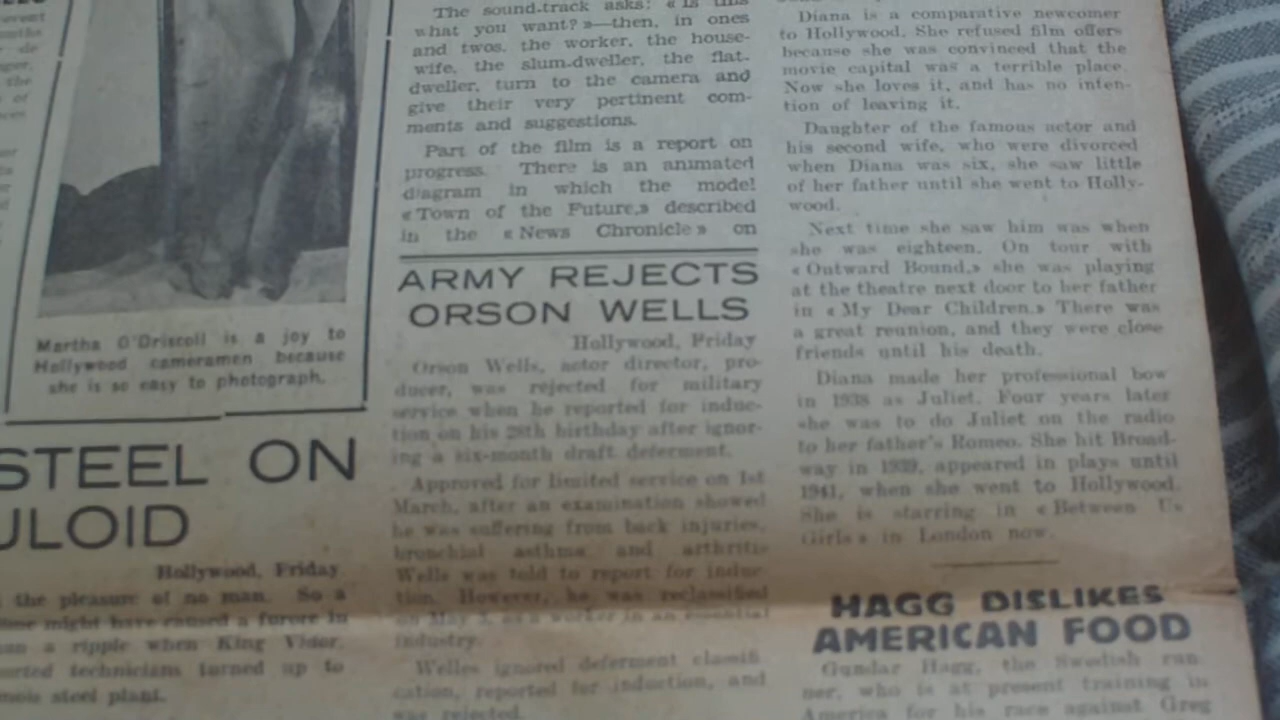 Martha O'Driscoll is a joy to
Hollywood cameramen because
she is so easy to photograph.
STEEL ON
ULOID
Hollywood, Friday
the pleasure of no man. So a
might have caused a furore in
a ripple when King Vidor,
technicians turned up to
steel plant.
The sound-track asks: « Is this
what you want? »—then, in ones
and twos, the worker, the house-
wife, the slum-dweller, the flat-
dweller, turn to the camera and
give their very pertinent com-
ments and suggestions.
Part of the film is a report on
progress. There is an animated
diagram in which the model
« Town of the Future,» described
in the « News Chronicle » on
ARMY REJECTS
ORSON WELLS
Hollywood, Friday
Orson Wells, actor director, pro-
ducer, was rejected for military
service when he reported for induc-
tion on his 28th birthday after ignor-
ing a six-month draft deferment.
Approved for limited service on 1st
March, after an examination showed
he was suffering from back injuries,
bronchial asthma and arthritis
Wells was told to report for induc-
tion. However, he was reclassified
on May 3, as a worker in an essential
industry.
Welles ignored deferment classifi-
cation, reported for induction, and
was rejected.
Diana is a comparative newcomer
to Hollywood. She refused film offers
because she was convinced that the
movie capital was a terrible place.
Now she loves it, and has no inten-
tion of leaving it.
Daughter of the famous actor and
his second wife, who were divorced
when Diana was six, she saw little
of her father until she went to Holly-
wood.
Next time she saw him was when
she was eighteen. On tour with
« Outward Bound,» she was playing
at the theatre next door to her father
in « My Dear Children.» There was
a great reunion, and they were close
friends until his death.
Diana made her professional bow
in 1938 as Juliet. Four years later
she was to do Juliet on the radio
to her father's Romeo. She hit Broad-
way in 1939, appeared in plays until
1941, when she went to Hollywood.
She is starring in « Between Us
Girls » in London now.
HAGG DISLIKES
AMERICAN FOOD
Gundar Hagg, the Swedish run-
ner, who is at present training in
America for his race against Greg